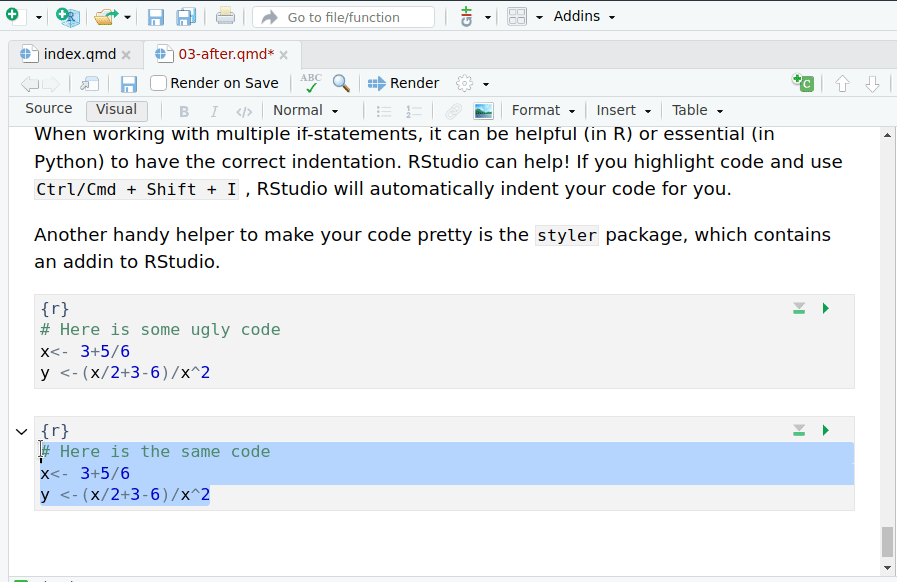 Go to file/function
Addins
index.qmd
03-after.qmd*
Render on Save
ABC
Render
C
Source
Visual
B
I
</>
Normal
Format
Insert
Table
When working with multiple if-statements, it can be helpful (in R) or essential (in
Python) to have the correct indentation. RStudio can help! If you highlight code and use
Ctrl/Cmd + Shift + I , RStudio will automatically indent your code for you.
Another handy helper to make your code pretty is the styler package, which contains
an addin to RStudio.
{r}
# Here is some ugly code
x<- 3+5/6
y <-(x/2+3-6)/x^2
{r}
# Here is the same code
x<- 3+5/6
y <-(x/2+3-6)/x^2